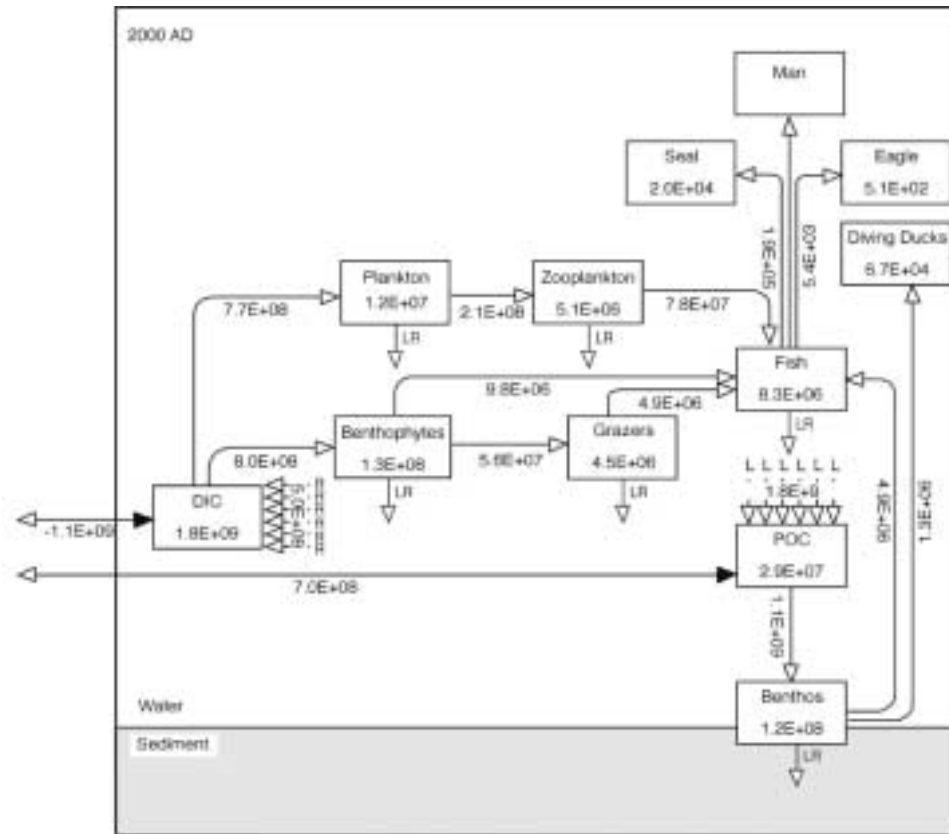 2000 AD
Man
Seal
2.0E+04
Eagle
5.1E+02
1.9E+05
5.4E+03
Diving Ducks
6.7E+04
Plankton
1.2E+07
Zooplankton
5.1E+06
7.7E+08
2.1E+08
7.8E+07
LR
LR
Fish
8.3E+06
9.8E+06
4.9E+06
LR
Benthophytes
1.3E+08
Grazers
4.5E+06
8.0E+08
5.6E+07
LR
LR
L L L L L L
1.8E+9
DIC
1.8E+09
-1.1E+09
POC
2.9E+07
7.0E+08
4.9E+06
1.3E+06
1.1E+09
Water
Benthos
1.2E+08
Sediment
LR